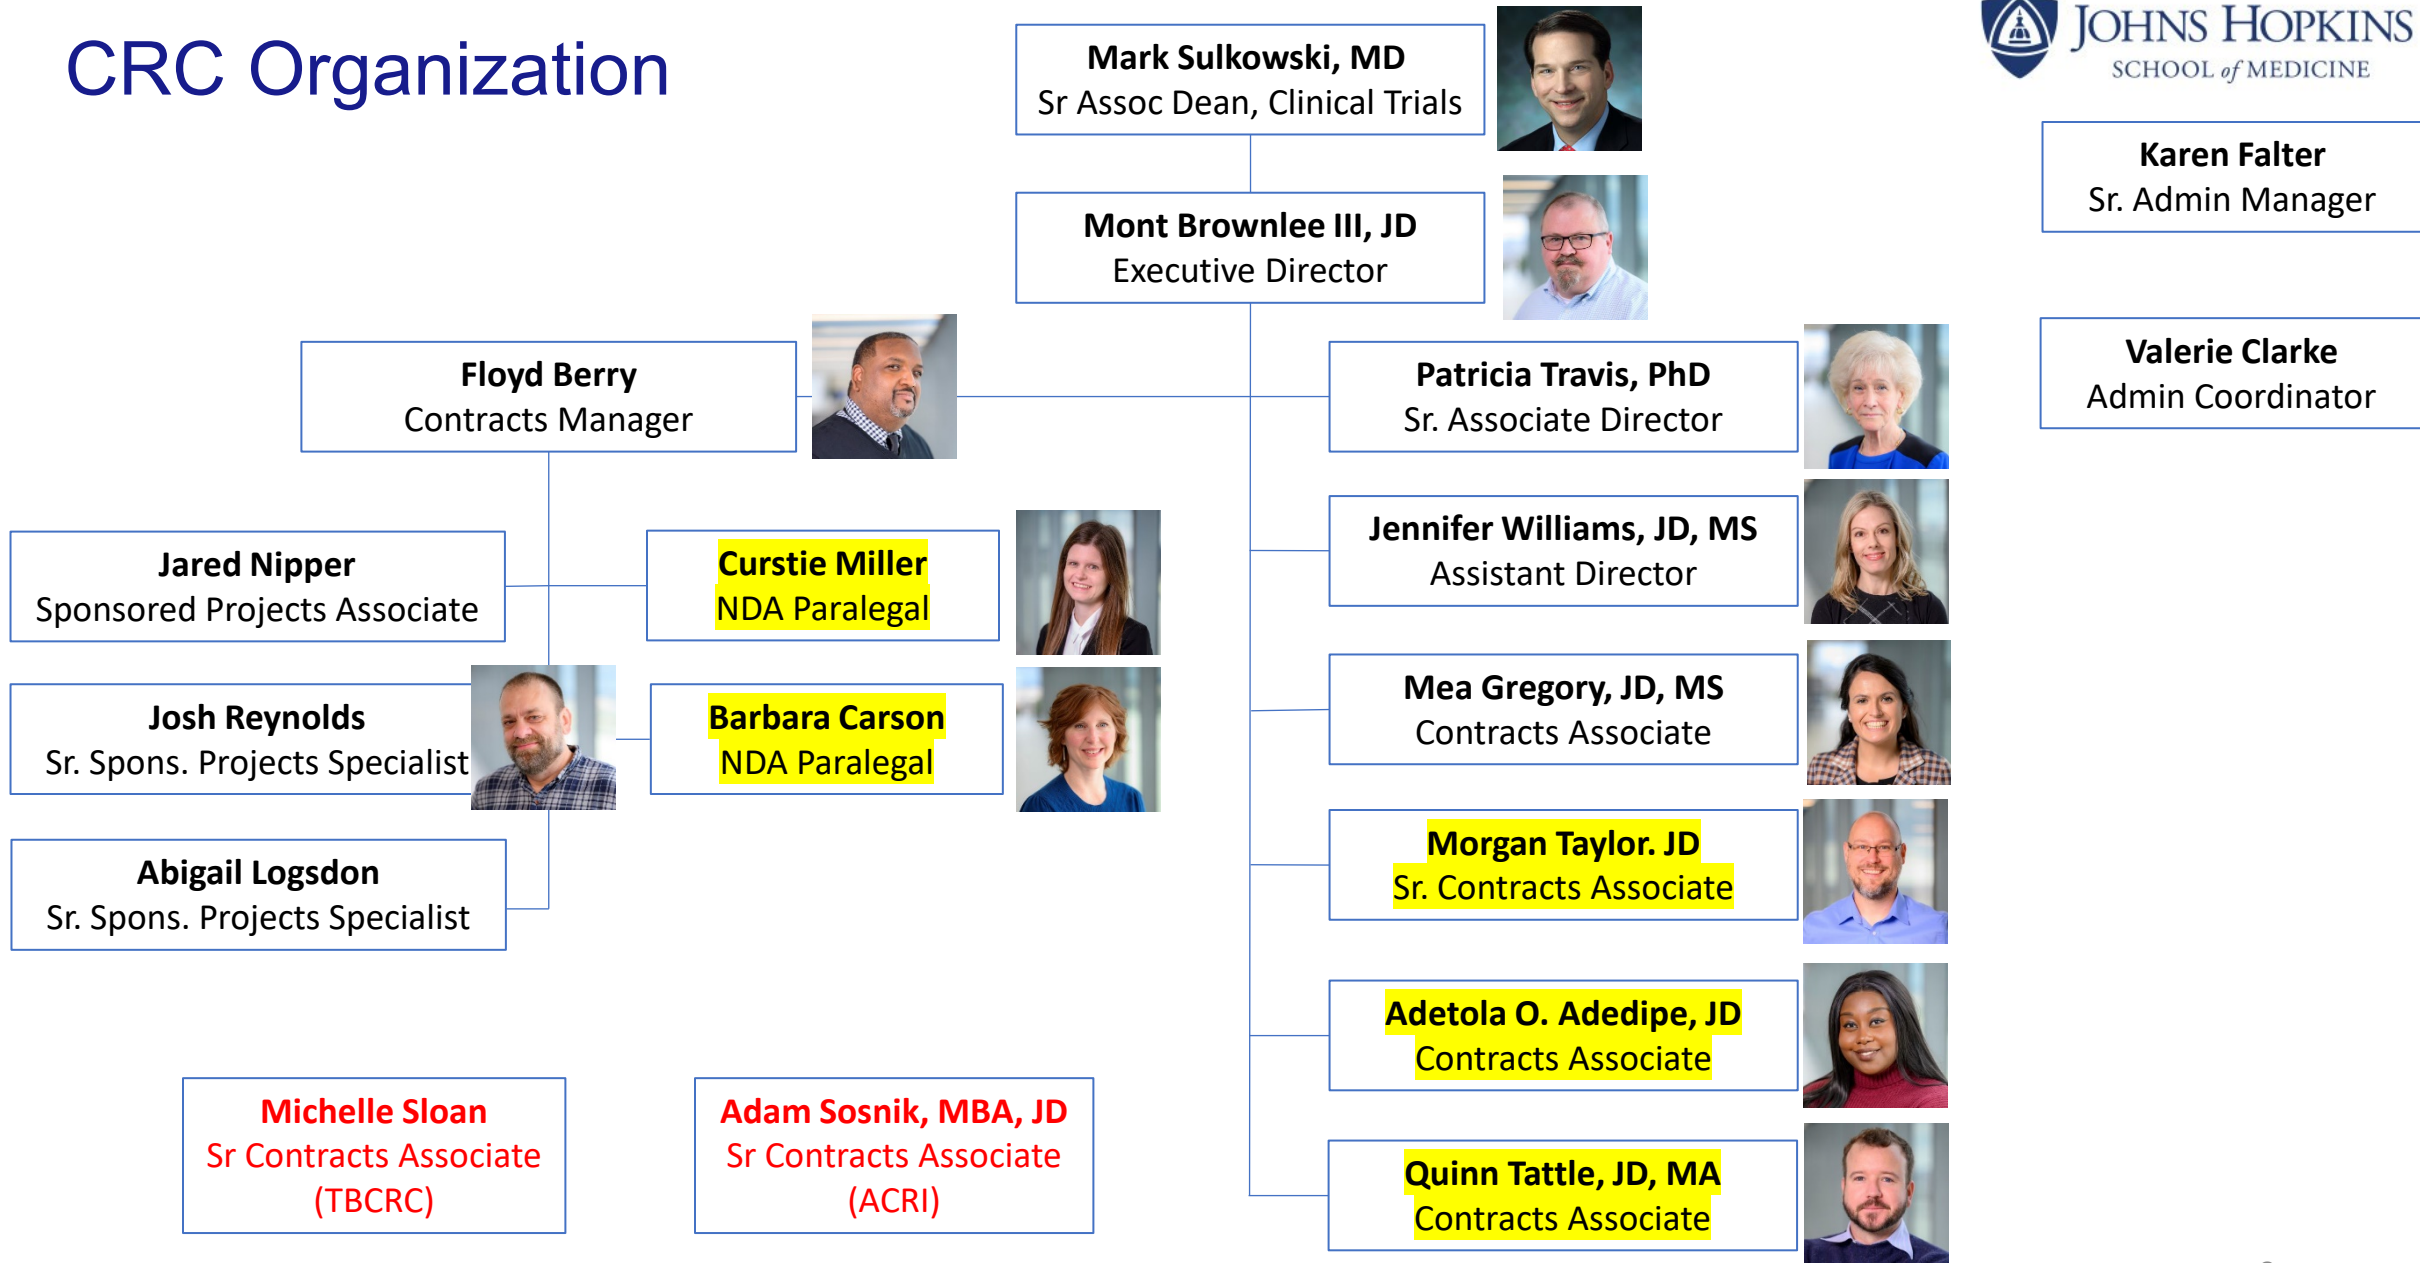 CRC Organization
JOHNS HOPKINS
SCHOOL of MEDICINE
Mark Sulkowski, MD
Sr Assoc Dean, Clinical Trials
Karen Falter
Sr. Admin Manager
Mont Brownlee III, JD
Executive Director
Floyd Berry
Contracts Manager
Patricia Travis, PhD
Sr. Associate Director
Valerie Clarke
Admin Coordinator
Jared Nipper
Sponsored Projects Associate
Curstie Miller
NDA Paralegal
Jennifer Williams, JD, MS
Assistant Director
Josh Reynolds
Sr. Spons. Projects Specialist
Barbara Carson
NDA Paralegal
Mea Gregory, JD, MS
Contracts Associate
Abigail Logsdon
Sr. Spons. Projects Specialist
Morgan Taylor. JD
Sr. Contracts Associate
Adetola O. Adedipe, JD
Contracts Associate
Michelle Sloan
Sr Contracts Associate
(TBCRC)
Adam Sosnik, MBA, JD
Sr Contracts Associate
(ACRI)
Quinn Tattle, JD, MA
Contracts Associate